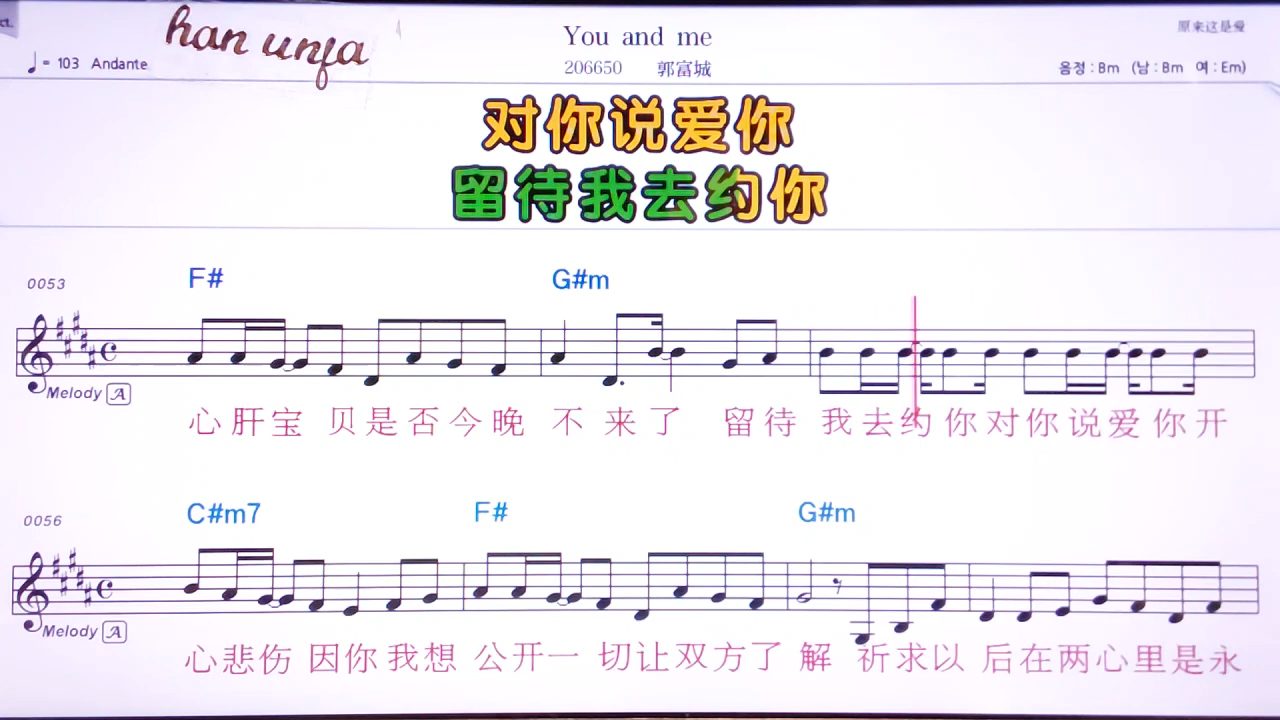 ct.
han unfa
You and me
原来这是爱
♩= 103 Andante
206650 郭富城
음정 : Bm (남 : Bm 여 : Em)
对你说爱你
留待我去约你
0053 F# G#m
Melody A
心肝宝贝是否今晚不来了留待我去约你对你说爱你开
0056 C#m7 F# G#m
Melody A
心悲伤因你我想公开一切让双方了解祈求以后在两心里是永